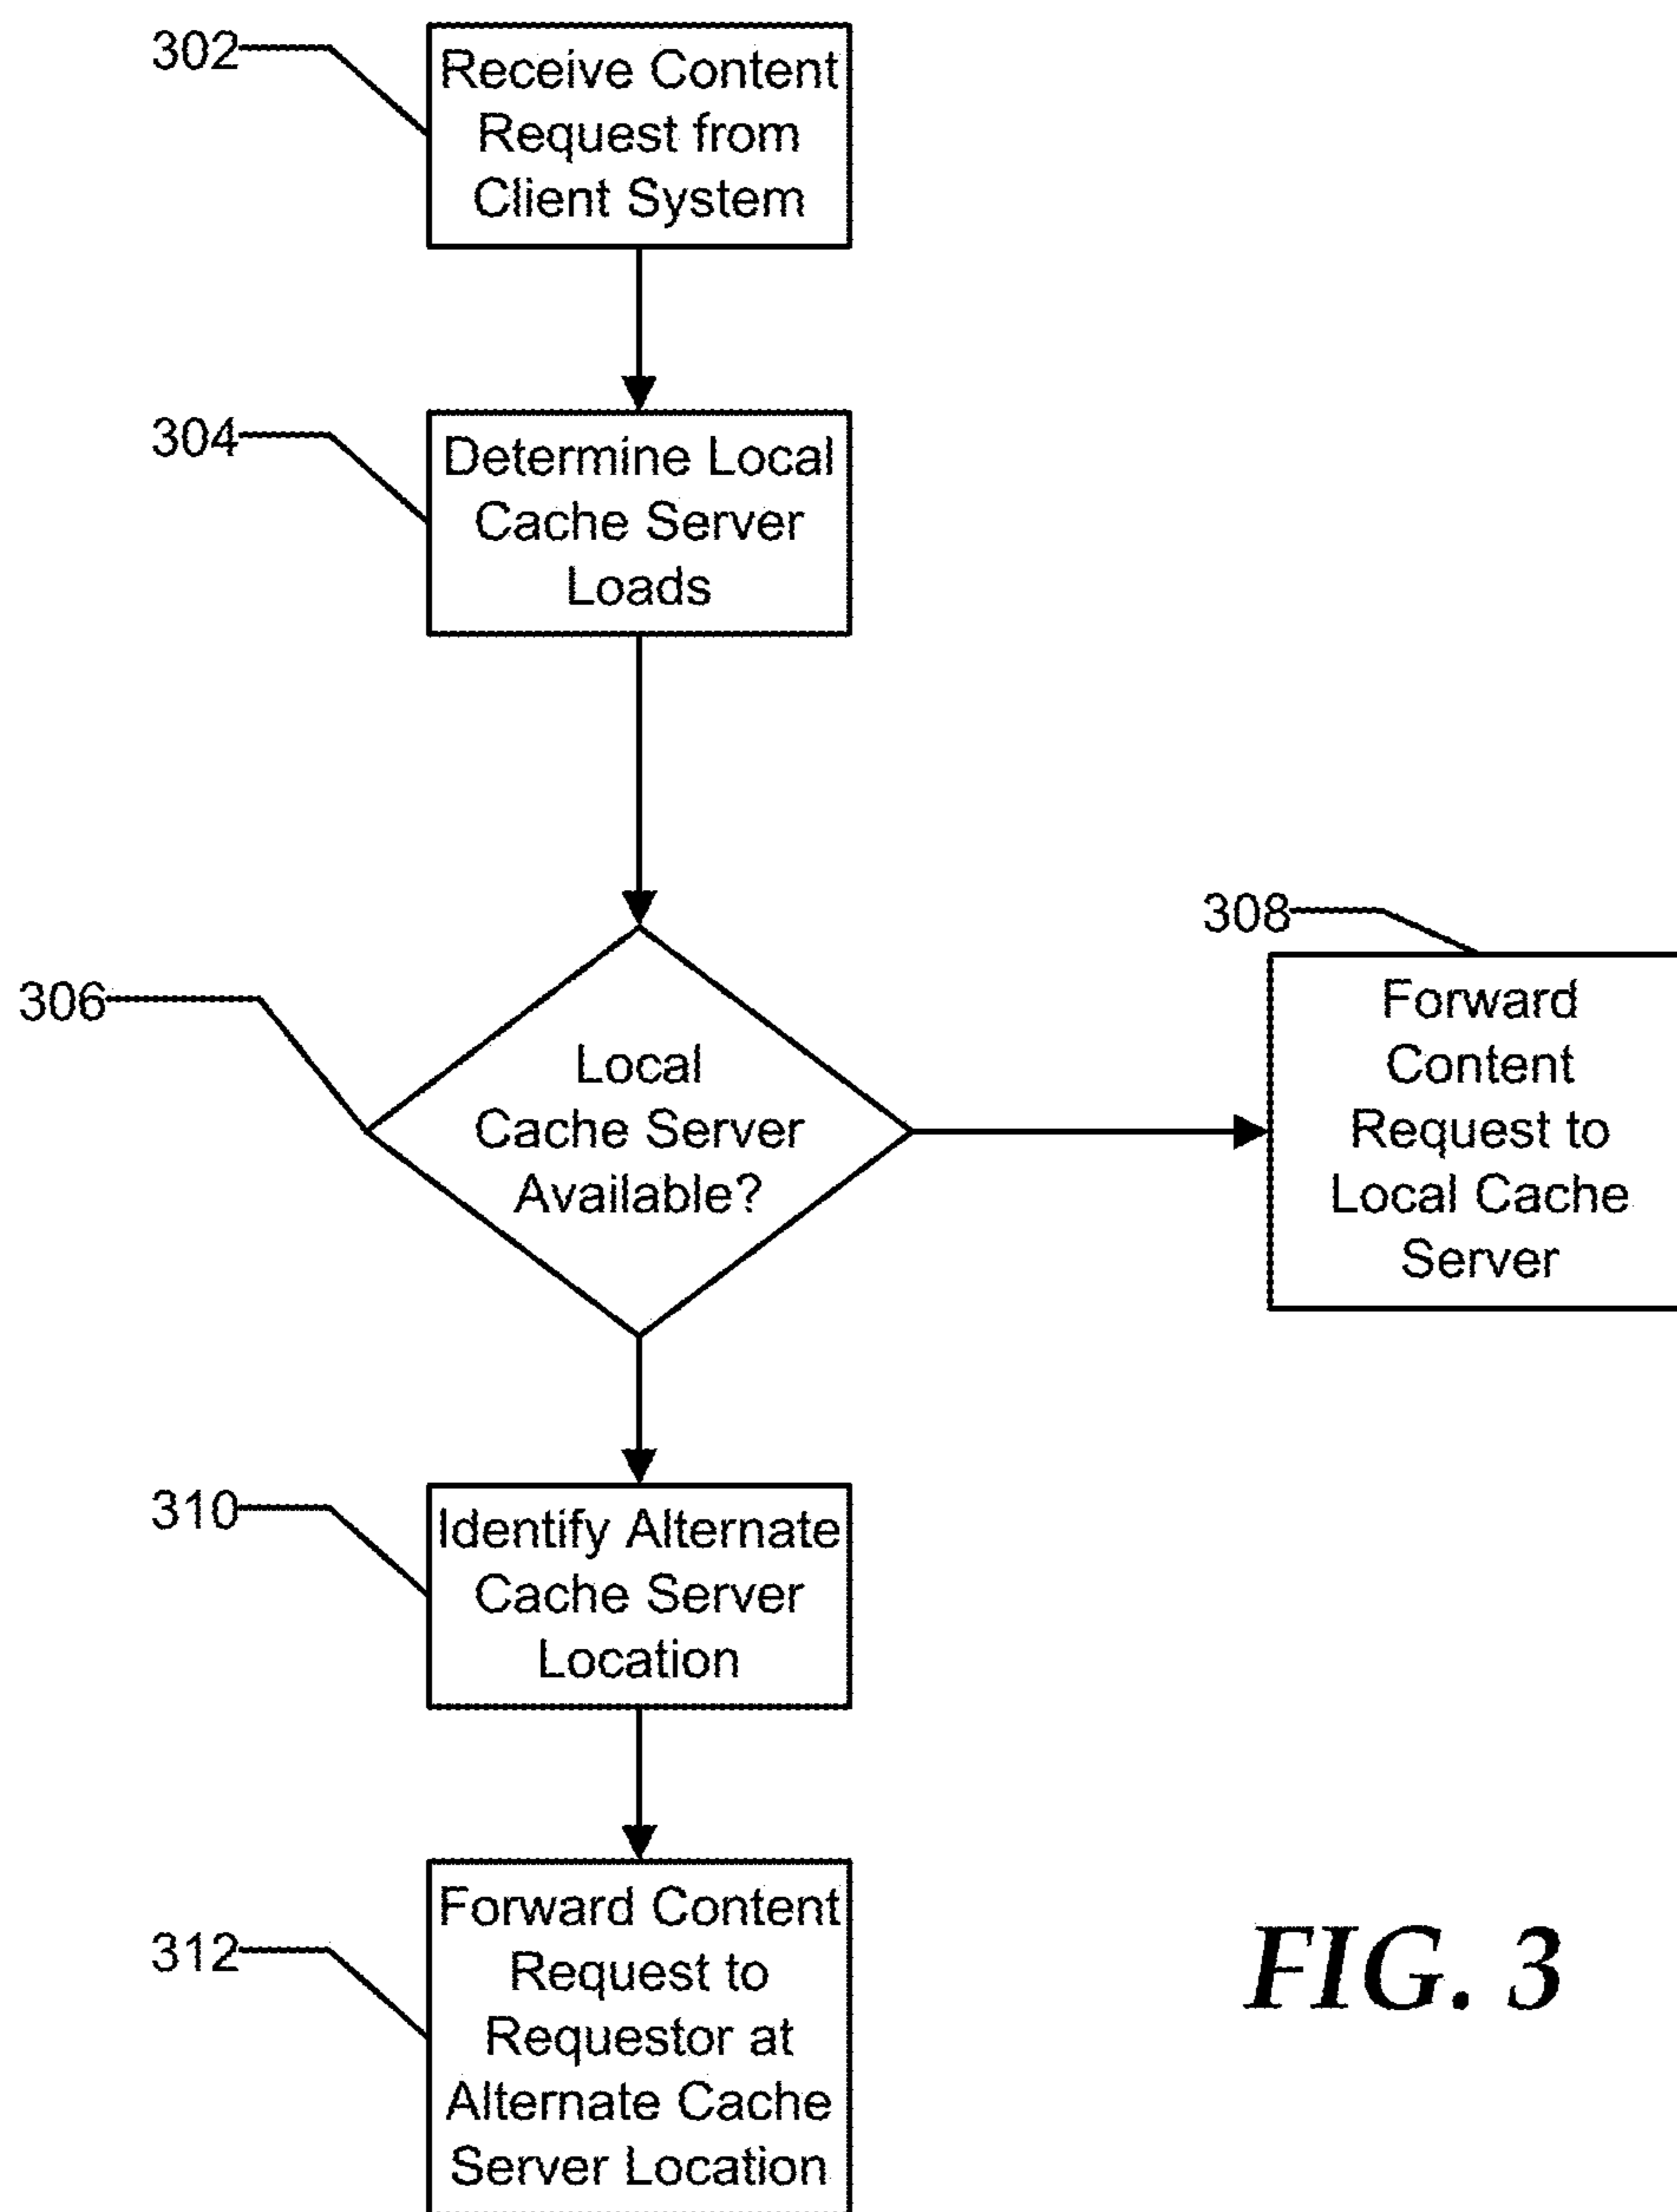 302
Receive Content
Request from
Client System
304
Determine Local
Cache Server
Loads
306
Local
Cache Server
Available?
308
Forward
Content
Request to
Local Cache
Server
310
Identify Alternate
Cache Server
Location
312
Forward Content
Request to
Requestor at
Alternate Cache
Server Location
FIG. 3